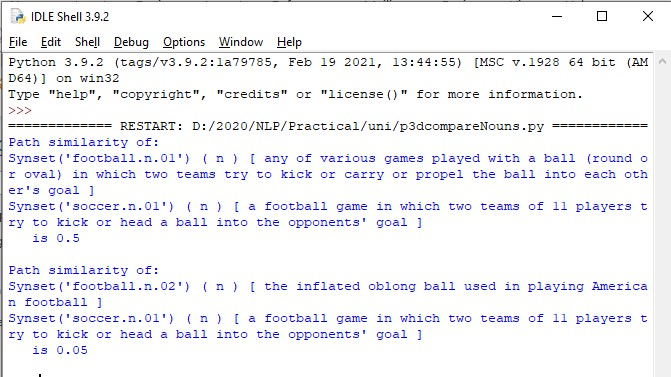 IDLE Shell 3.9.2
File Edit Shell Debug Options Window Help
Python 3.9.2 (tags/v3.9.2:1a79785, Feb 19 2021, 13:44:55) [MSC v.1928 64 bit (AM
D64)] on win32
Type "help", "copyright", "credits" or "license()" for more information.
>>>
============= RESTART: D:/2020/NLP/Practical/uni/p3dcompareNouns.py ============
Path similarity of:
Synset('football.n.01') ( n ) [ any of various games played with a ball (round o
r oval) in which two teams try to kick or carry or propel the ball into each oth
er's goal ]
Synset('soccer.n.01') ( n ) [ a football game in which two teams of 11 players t
ry to kick or head a ball into the opponents' goal ]
is 0.5
Path similarity of:
Synset('football.n.02') ( n ) [ the inflated oblong ball used in playing America
n football ]
Synset('soccer.n.01') ( n ) [ a football game in which two teams of 11 players t
ry to kick or head a ball into the opponents' goal ]
is 0.05